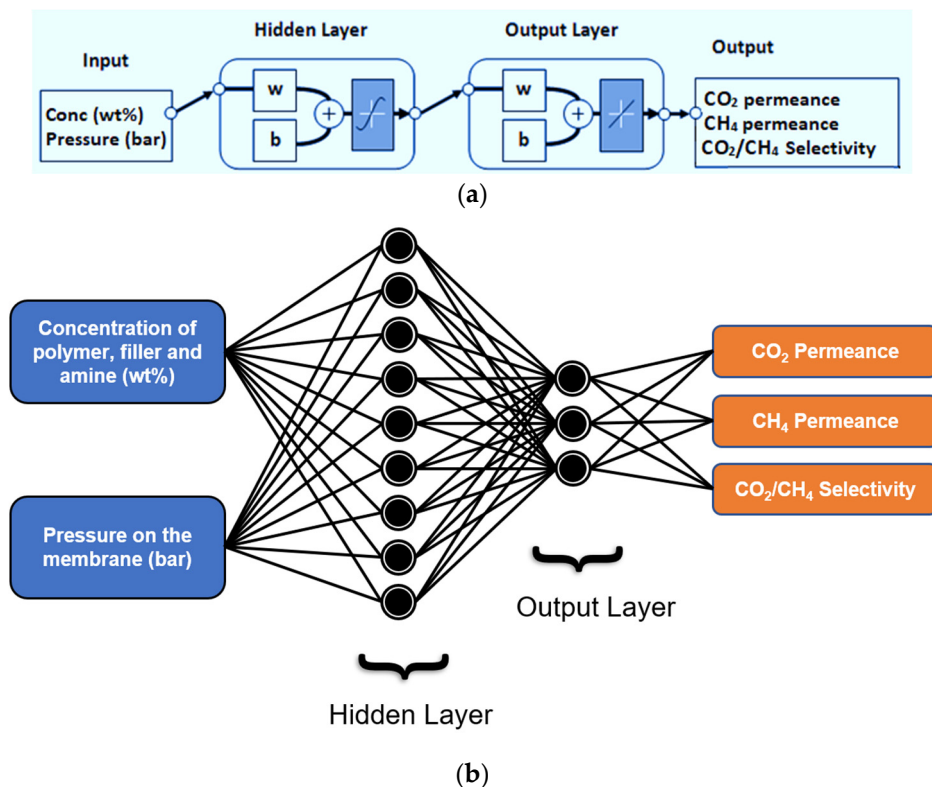 Hidden Layer
Output Layer
Input
Output
Conc (wt%)
Pressure (bar)
w
b
+
w
b
+
CO₂ permeance
CH₄ permeance
CO₂/CH₄ Selectivity
(a)
Concentration of
polymer, filler and
amine (wt%)
Pressure on the
membrane (bar)
CO₂ Permeance
CH₄ Permeance
CO₂/CH₄ Selectivity
Output Layer
Hidden Layer
(b)